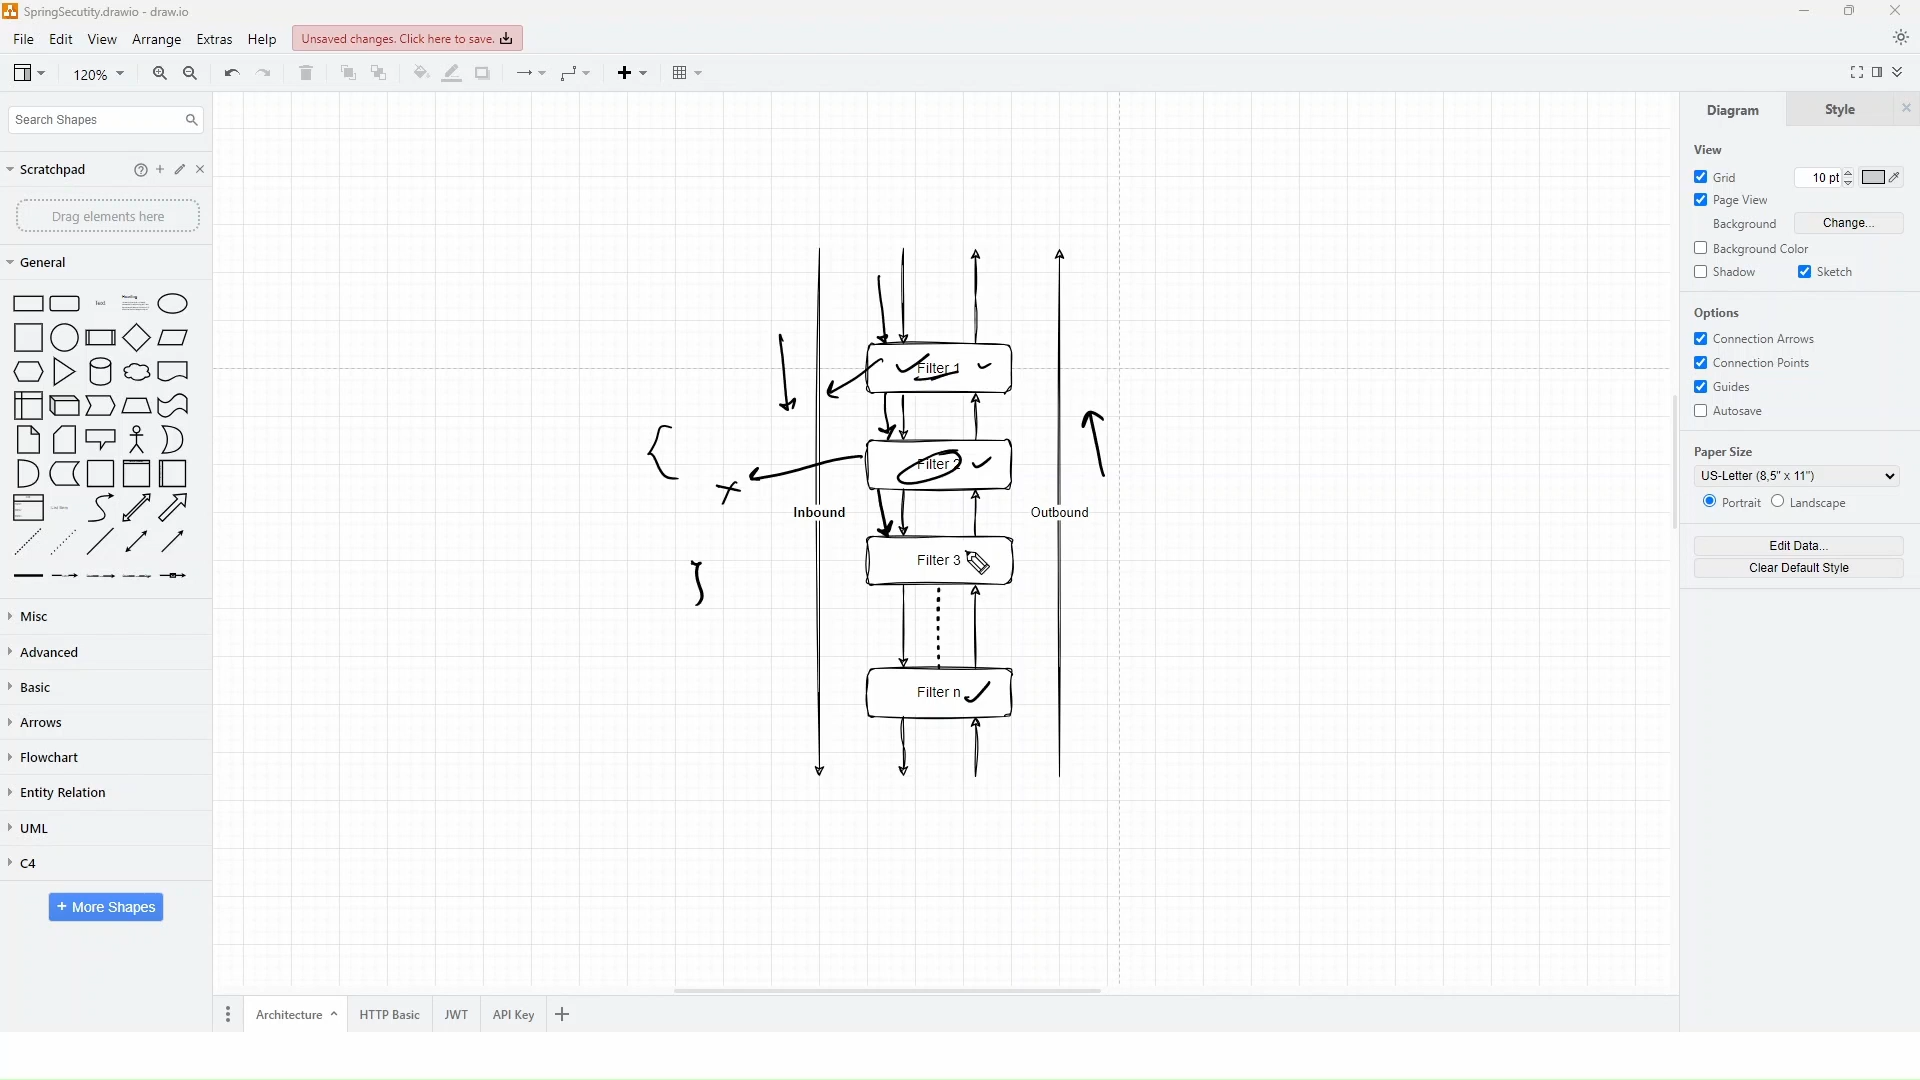 SpringSecutity.drawio - draw.io
File Edit View Arrange Extras Help Unsaved changes. Click here to save.
120%
Search Shapes
Scratchpad
Drag elements here
General
Text Heading
Misc
Advanced
Basic
Arrows
Flowchart
Entity Relation
UML
C4
+ More Shapes
Filter 1
Filter 2
Inbound
Outbound
Filter 3
Filter n
Architecture HTTP Basic JWT API Key
Diagram Style
View
Grid 10 pt
Page View
Background Change...
Background Color
Shadow Sketch
Options
Connection Arrows
Connection Points
Guides
Autosave
Paper Size
US-Letter (8,5" x 11")
Portrait Landscape
Edit Data...
Clear Default Style